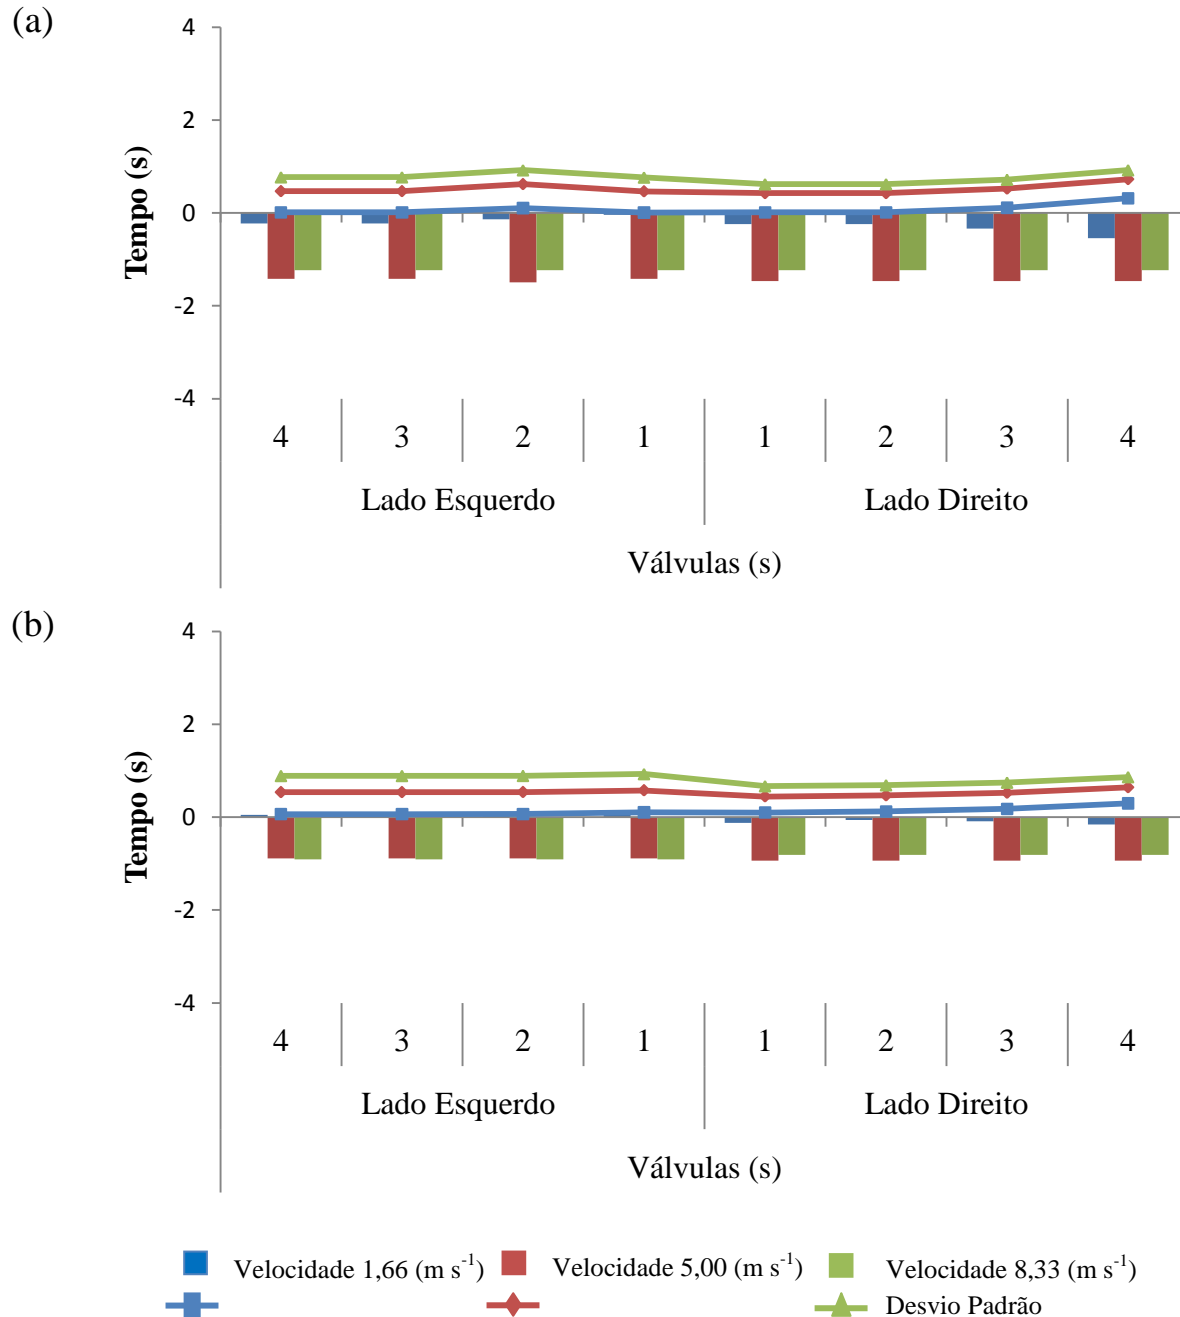 (a)
4
2
0
-2
-4
Tempo (s)
4 3 2 1 1 2 3 4
Lado Esquerdo Lado Direito
Válvulas (s)
(b)
4
2
0
-2
-4
Tempo (s)
4 3 2 1 1 2 3 4
Lado Esquerdo Lado Direito
Válvulas (s)
Velocidade 1,66 (m s⁻¹) Velocidade 5,00 (m s⁻¹) Velocidade 8,33 (m s⁻¹)
Desvio Padrão